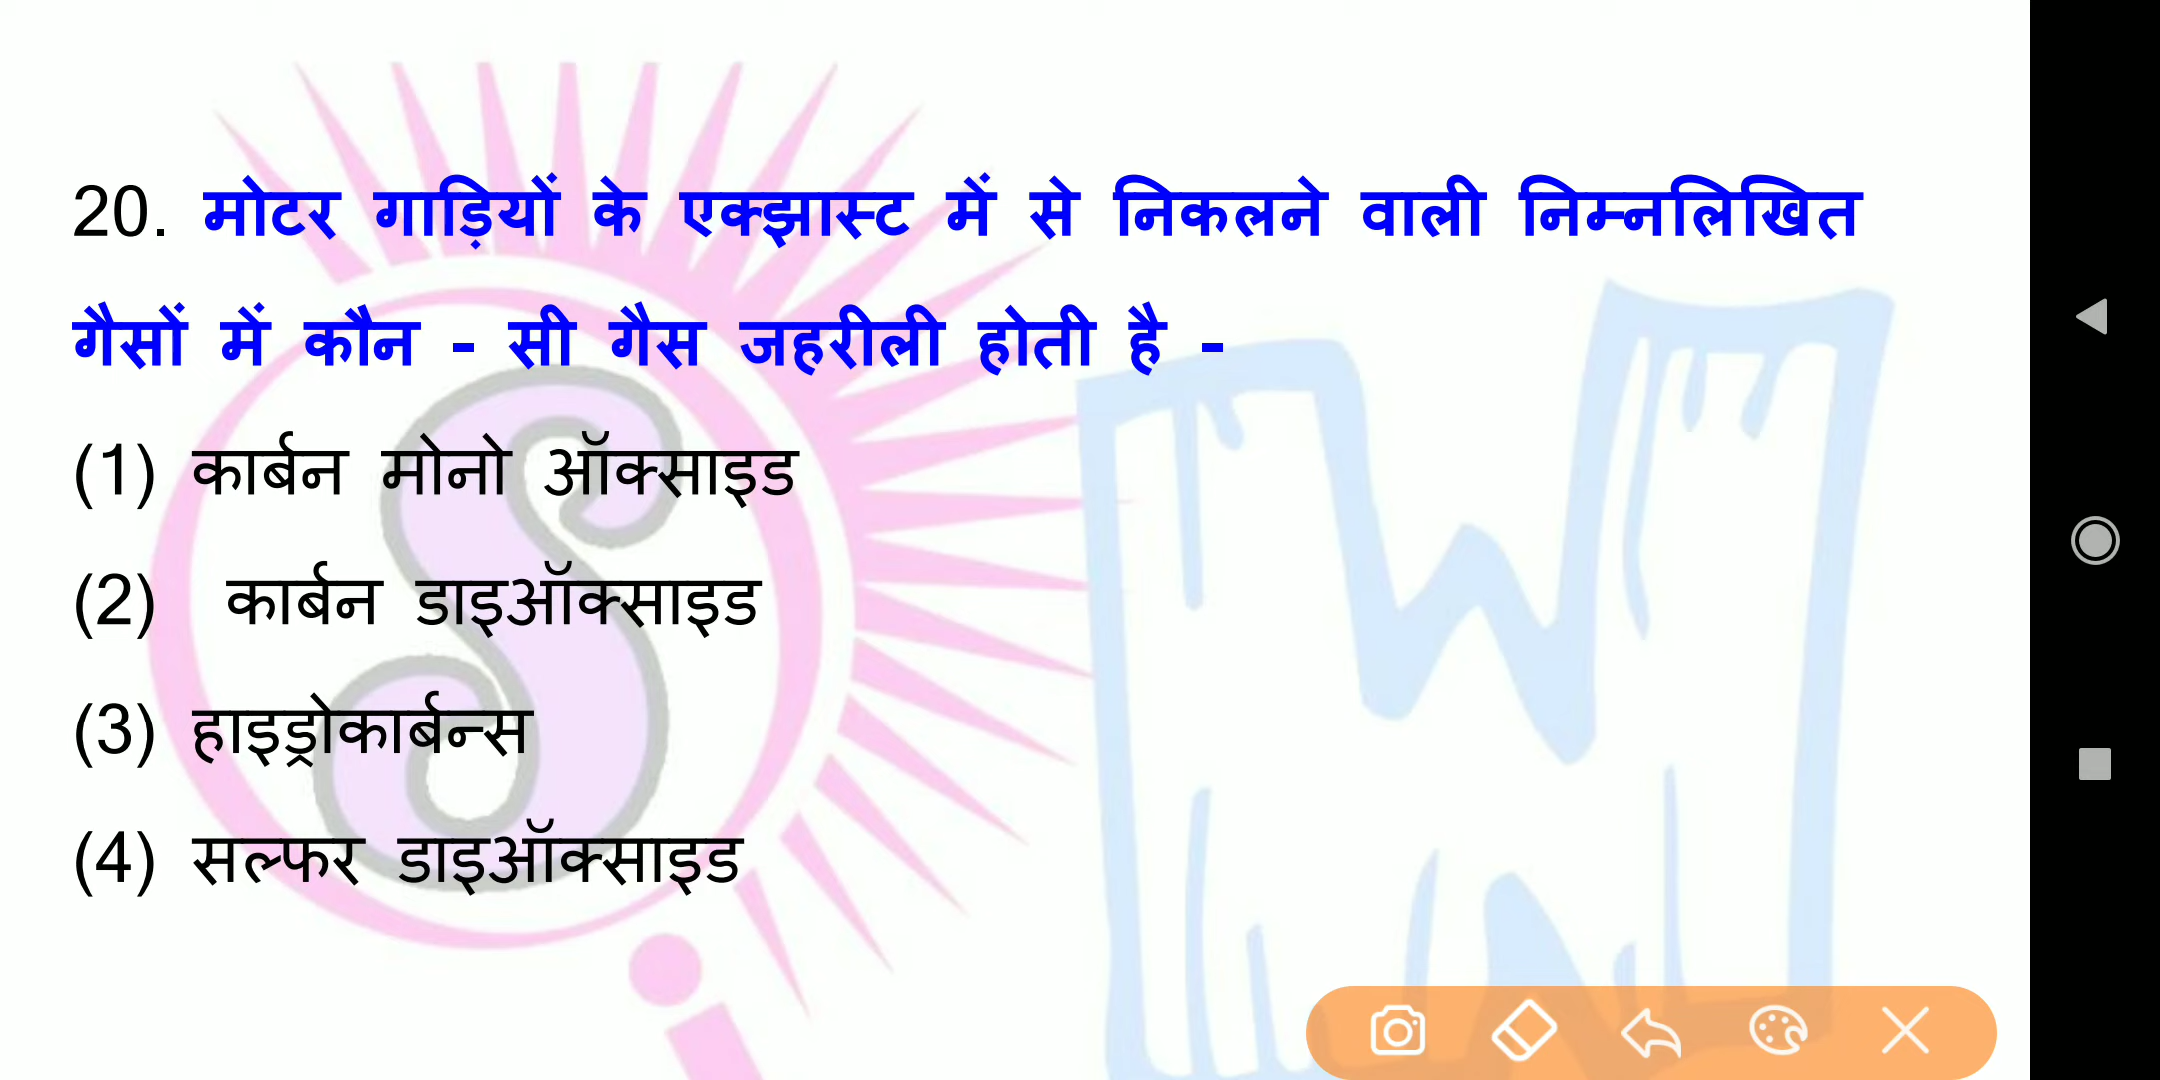 20. मोटर गाड़ियों के एक्झास्ट में से निकलने वाली निम्नलिखित
गैसों में कौन - सी गैस जहरीली होती है -
(1) कार्बन मोनो ऑक्साइड
(2) कार्बन डाइऑक्साइड
(3) हाइड्रोकार्बन्स
(4) सल्फर डाइऑक्साइड